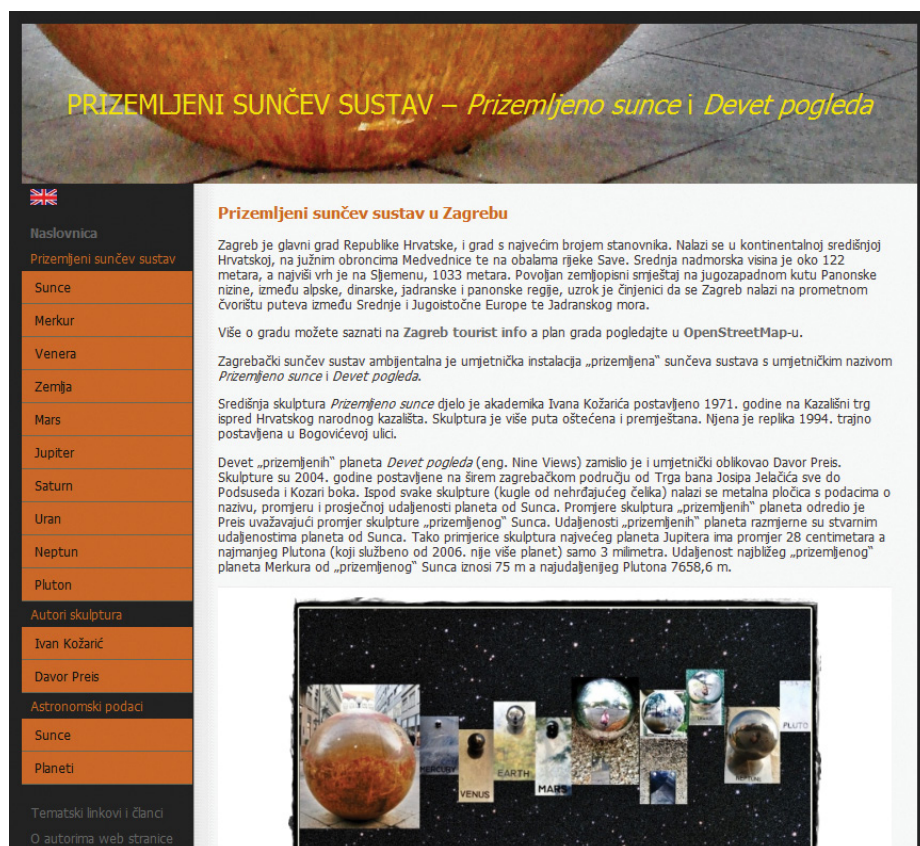 PRIZEMLJENI SUNČEV SUSTAV – Prizemljeno sunce i Devet pogleda
Naslovnica
Prizemljeni sunčev sustav
Sunce
Merkur
Venera
Zemlja
Mars
Jupiter
Saturn
Uran
Neptun
Pluton
Autori skulptura
Ivan Kožarić
Davor Preis
Astronomski podaci
Sunce
Planeti
Tematski linkovi i članci
O autorima web stranice
Prizemljeni sunčev sustav u Zagrebu
Zagreb je glavni grad Republike Hrvatske, i grad s najvećim brojem stanovnika. Nalazi se u kontinentalnoj središnjoj
Hrvatskoj, na južnim obroncima Medvednice te na obalama rijeke Save. Srednja nadmorska visina je oko 122
metara, a najviši vrh je na Sljemenu, 1033 metara. Povoljan zemljopisni smještaj na jugozapadnom kutu Panonske
nizine, između alpske, dinarske, jadranske i panonske regije, uzrok je činjenici da se Zagreb nalazi na prometnom
čvorištu puteva između Srednje i Jugoistočne Europe te Jadranskog mora.
Više o gradu možete saznati na Zagreb tourist info a plan grada pogledajte u OpenStreetMap-u.
Zagrebački sunčev sustav ambijentalna je umjetnička instalacija „prizemljena“ sunčeva sustava s umjetničkim nazivom
Prizemljeno sunce i Devet pogleda.
Središnja skulptura Prizemljeno sunce djelo je akademika Ivana Kožarića postavljeno 1971. godine na Kazališni trg
ispred Hrvatskog narodnog kazališta. Skulptura je više puta oštećena i premještana. Njena je replika 1994. trajno
postavljena u Bogovićevoj ulici.
Devet „prizemljenih“ planeta Devet pogleda (eng. Nine Views) zamislio je i umjetnički oblikovao Davor Preis.
Skulpture su 2004. godine postavljene na širem zagrebačkom području od Trga bana Josipa Jelačića sve do
Podsuseda i Kozari boka. Ispod svake skulpture (kugle od nehrđajućeg čelika) nalazi se metalna pločica s podacima o
nazivu, promjeru i prosječnoj udaljenosti planeta od Sunca. Promjere skulptura „prizemljenih“ planeta odredio je
Preis uvažavajući promjer skulpture „prizemljenog“ Sunca. Udaljenosti „prizemljenih“ planeta razmjerne su stvarnim
udaljenostima planeta od Sunca. Tako primjerice skulptura najvećeg planeta Jupitera ima promjer 28 centimetara a
najmanjeg Plutona (koji službeno od 2006. nije više planet) samo 3 milimetra. Udaljenost najbližeg „prizemljenog“
planeta Merkura od „prizemljenog“ Sunca iznosi 75 m a najudaljenijeg Plutona 7658,6 m.
MERCURY
VENUS
EARTH
MARS
NEPTUNE
PLUTO